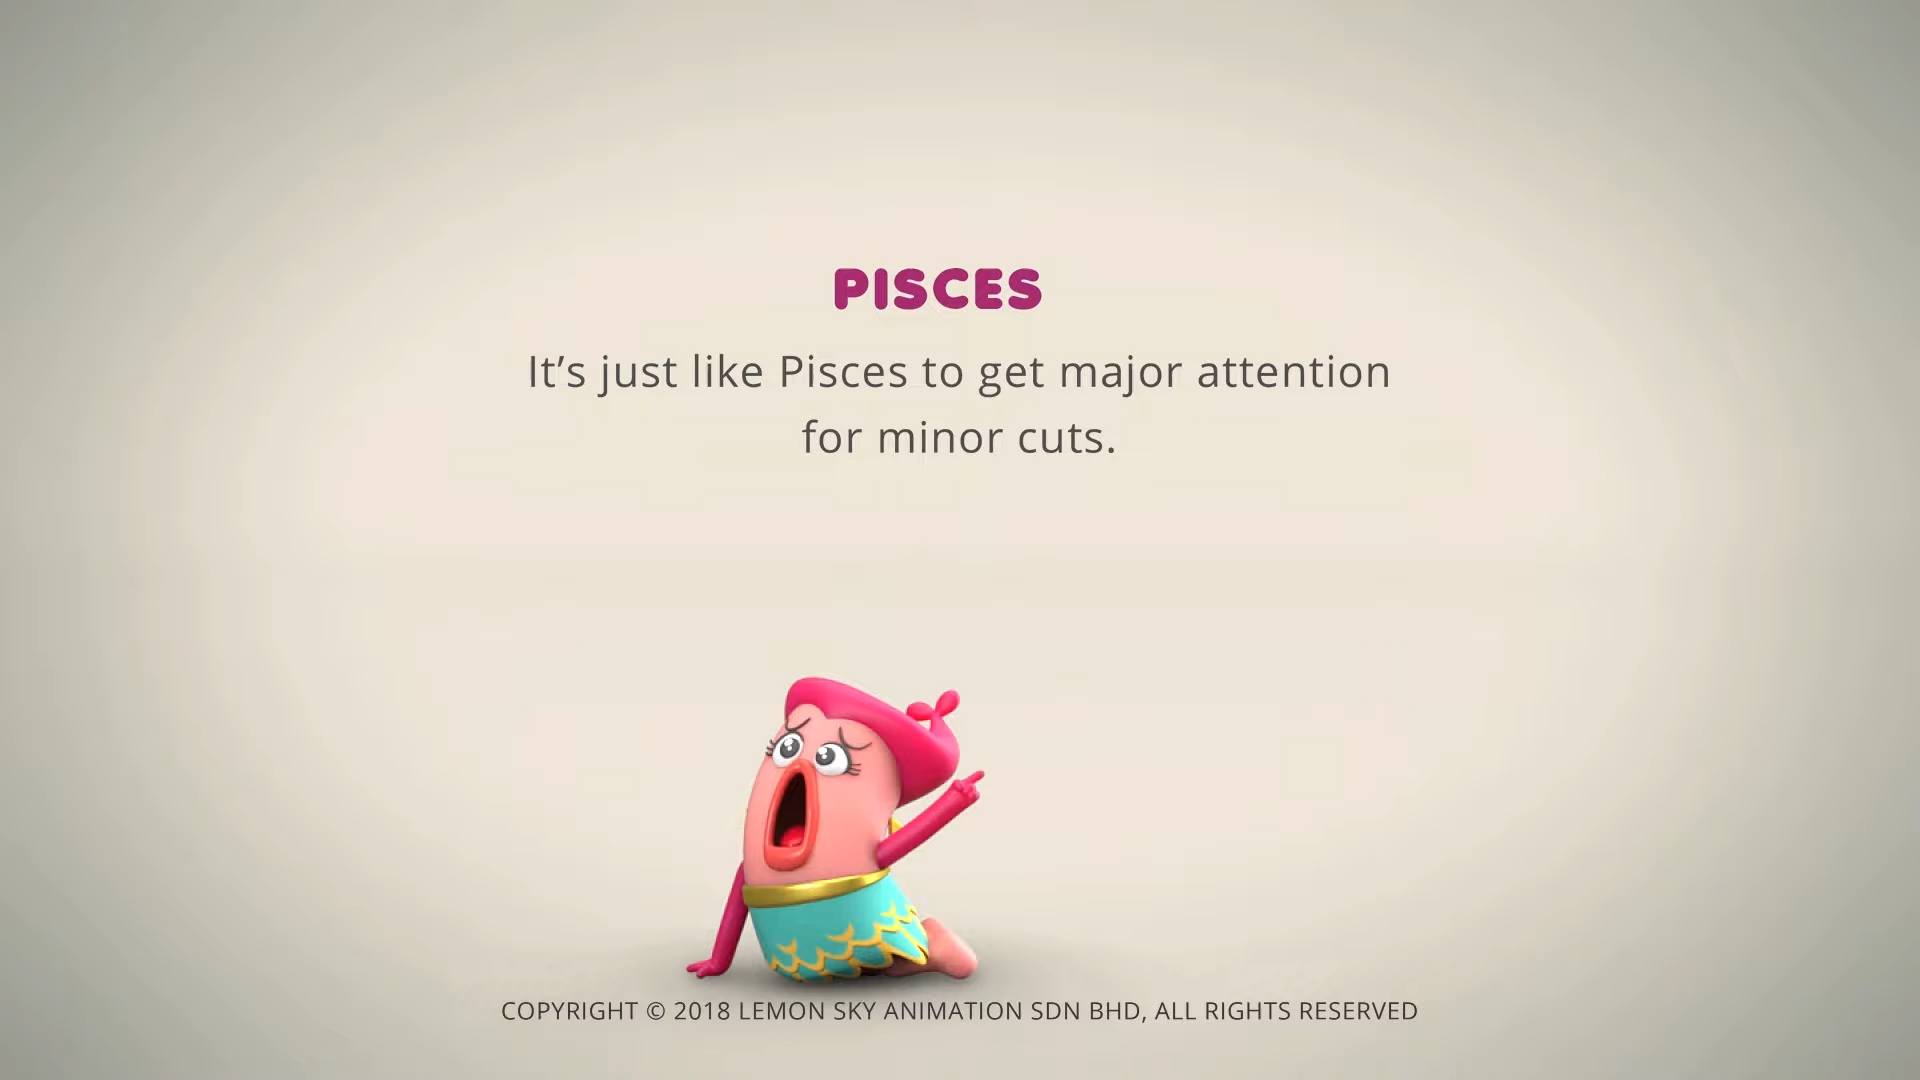 PISCES
It’s just like Pisces to get major attention
for minor cuts.
COPYRIGHT © 2018 LEMON SKY ANIMATION SDN BHD, ALL RIGHTS RESERVED